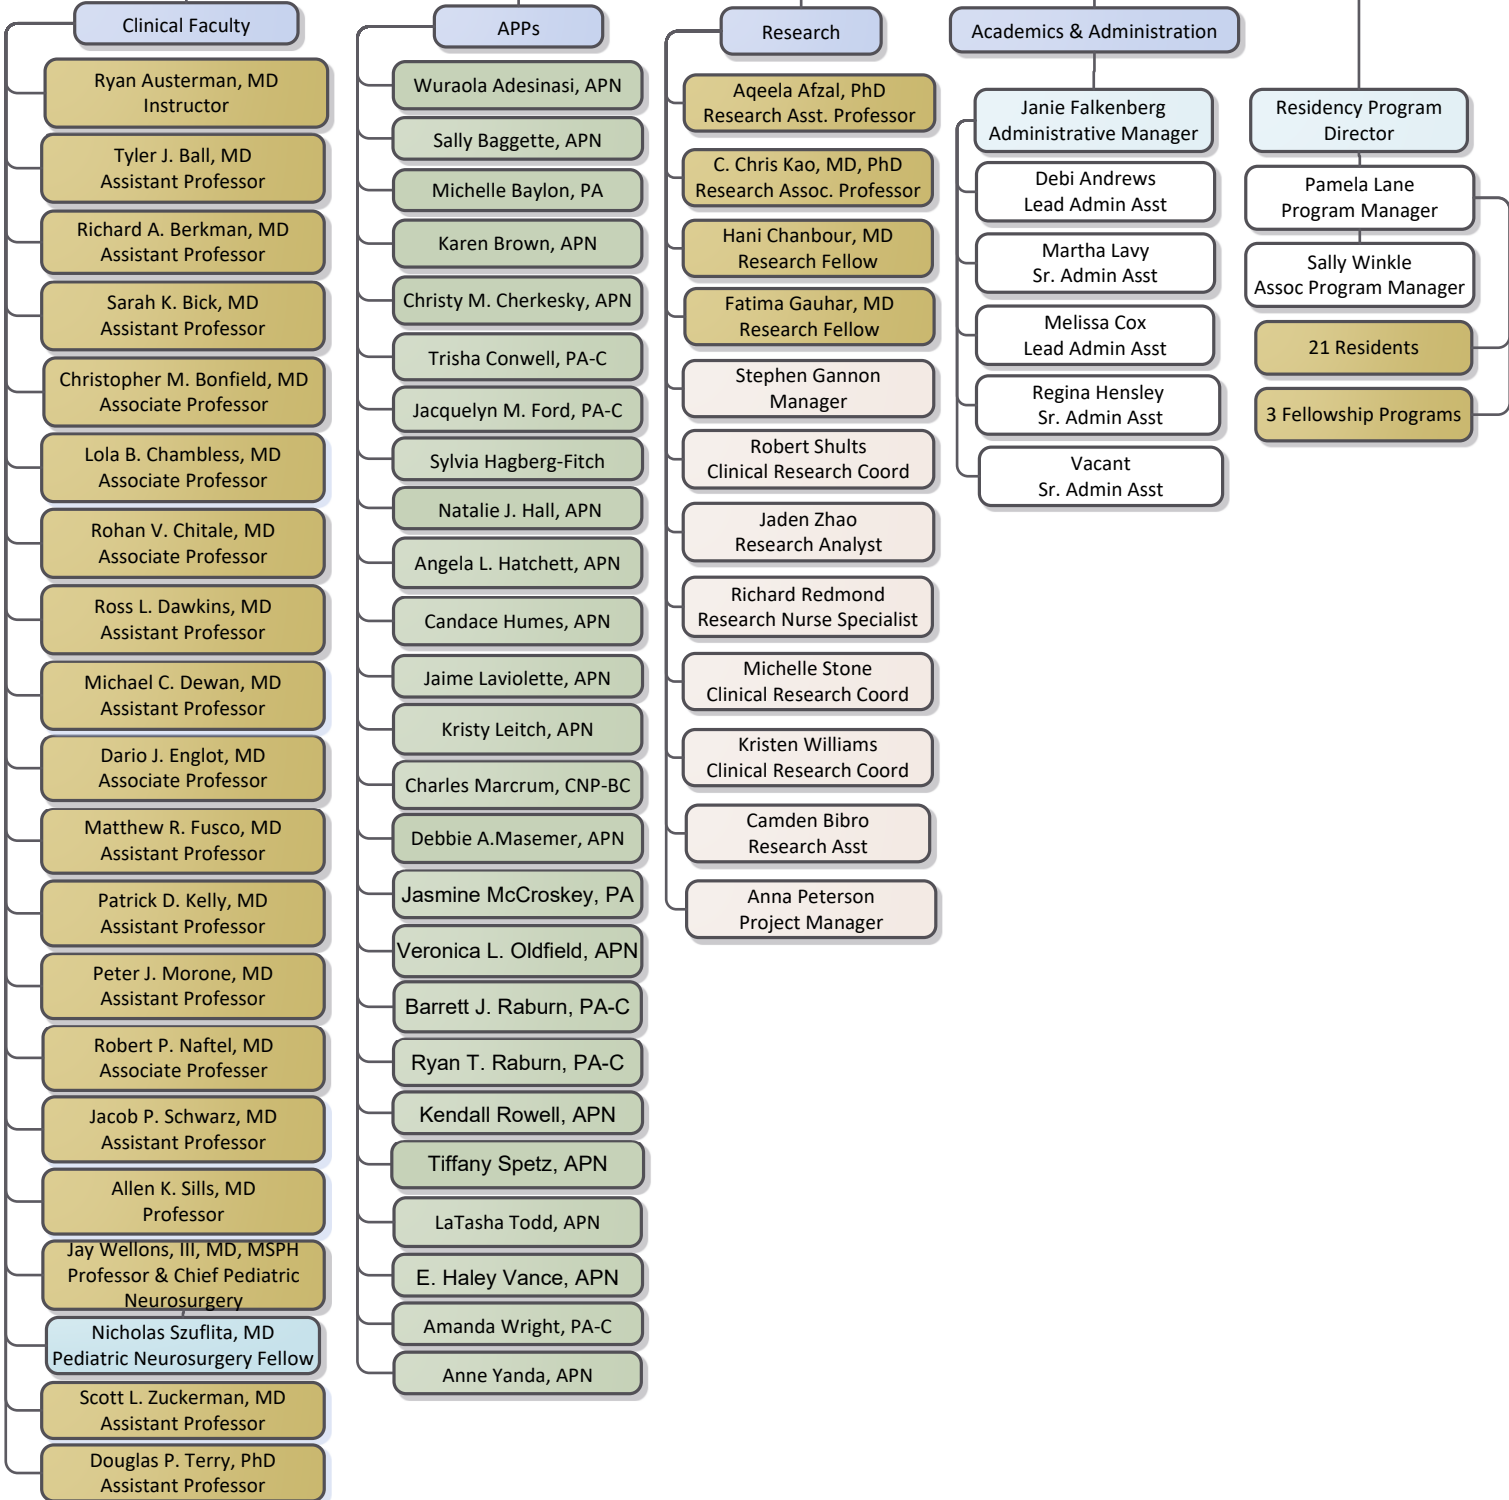 Clinical Faculty
Ryan Austerman, MD
Instructor
Tyler J. Ball, MD
Assistant Professor
Richard A. Berkman, MD
Assistant Professor
Sarah K. Bick, MD
Assistant Professor
Christopher M. Bonfield, MD
Associate Professor
Lola B. Chambless, MD
Associate Professor
Rohan V. Chitale, MD
Associate Professor
Ross L. Dawkins, MD
Assistant Professor
Michael C. Dewan, MD
Assistant Professor
Dario J. Englot, MD
Associate Professor
Matthew R. Fusco, MD
Assistant Professor
Patrick D. Kelly, MD
Assistant Professor
Peter J. Morone, MD
Assistant Professor
Robert P. Naftel, MD
Associate Professer
Jacob P. Schwarz, MD
Assistant Professor
Allen K. Sills, MD
Professor
Jay Wellons, III, MD, MSPH
Professor & Chief Pediatric
Neurosurgery
Nicholas Szuflita, MD
Pediatric Neurosurgery Fellow
Scott L. Zuckerman, MD
Assistant Professor
Douglas P. Terry, PhD
Assistant Professor
APPs
Wuraola Adesinasi, APN
Sally Baggette, APN
Michelle Baylon, PA
Karen Brown, APN
Christy M. Cherkesky, APN
Trisha Conwell, PA-C
Jacquelyn M. Ford, PA-C
Sylvia Hagberg-Fitch
Natalie J. Hall, APN
Angela L. Hatchett, APN
Candace Humes, APN
Jaime Laviolette, APN
Kristy Leitch, APN
Charles Marcrum, CNP-BC
Debbie A.Masemer, APN
Jasmine McCroskey, PA
Veronica L. Oldfield, APN
Barrett J. Raburn, PA-C
Ryan T. Raburn, PA-C
Kendall Rowell, APN
Tiffany Spetz, APN
LaTasha Todd, APN
E. Haley Vance, APN
Amanda Wright, PA-C
Anne Yanda, APN
Research
Aqeela Afzal, PhD
Research Asst. Professor
C. Chris Kao, MD, PhD
Research Assoc. Professor
Hani Chanbour, MD
Research Fellow
Fatima Gauhar, MD
Research Fellow
Stephen Gannon
Manager
Robert Shults
Clinical Research Coord
Jaden Zhao
Research Analyst
Richard Redmond
Research Nurse Specialist
Michelle Stone
Clinical Research Coord
Kristen Williams
Clinical Research Coord
Camden Bibro
Research Asst
Anna Peterson
Project Manager
Academics & Administration
Janie Falkenberg
Administrative Manager
Debi Andrews
Lead Admin Asst
Martha Lavy
Sr. Admin Asst
Melissa Cox
Lead Admin Asst
Regina Hensley
Sr. Admin Asst
Vacant
Sr. Admin Asst
Residency Program
Director
Pamela Lane
Program Manager
Sally Winkle
Assoc Program Manager
21 Residents
3 Fellowship Programs